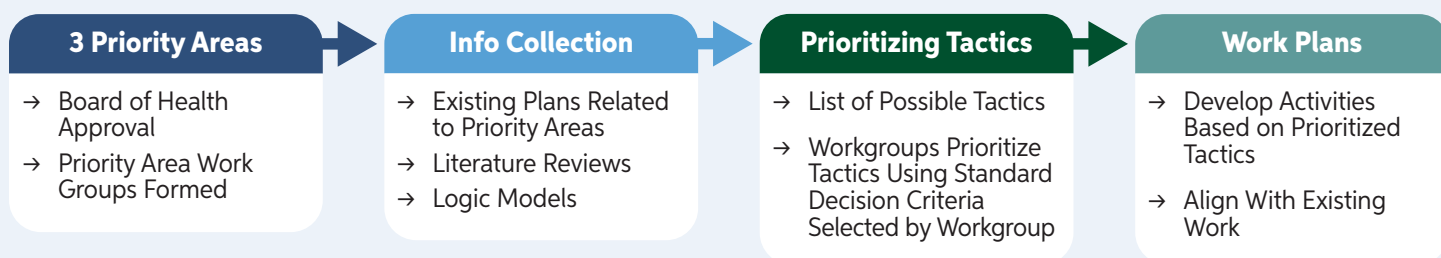 3 Priority Areas
→ Board of Health
Approval
→ Priority Area Work
Groups Formed
Info Collection
→ Existing Plans Related
to Priority Areas
→ Literature Reviews
→ Logic Models
Prioritizing Tactics
→ List of Possible Tactics
→ Workgroups Prioritize
Tactics Using Standard
Decision Criteria
Selected by Workgroup
Work Plans
→ Develop Activities
Based on Prioritized
Tactics
→ Align With Existing
Work